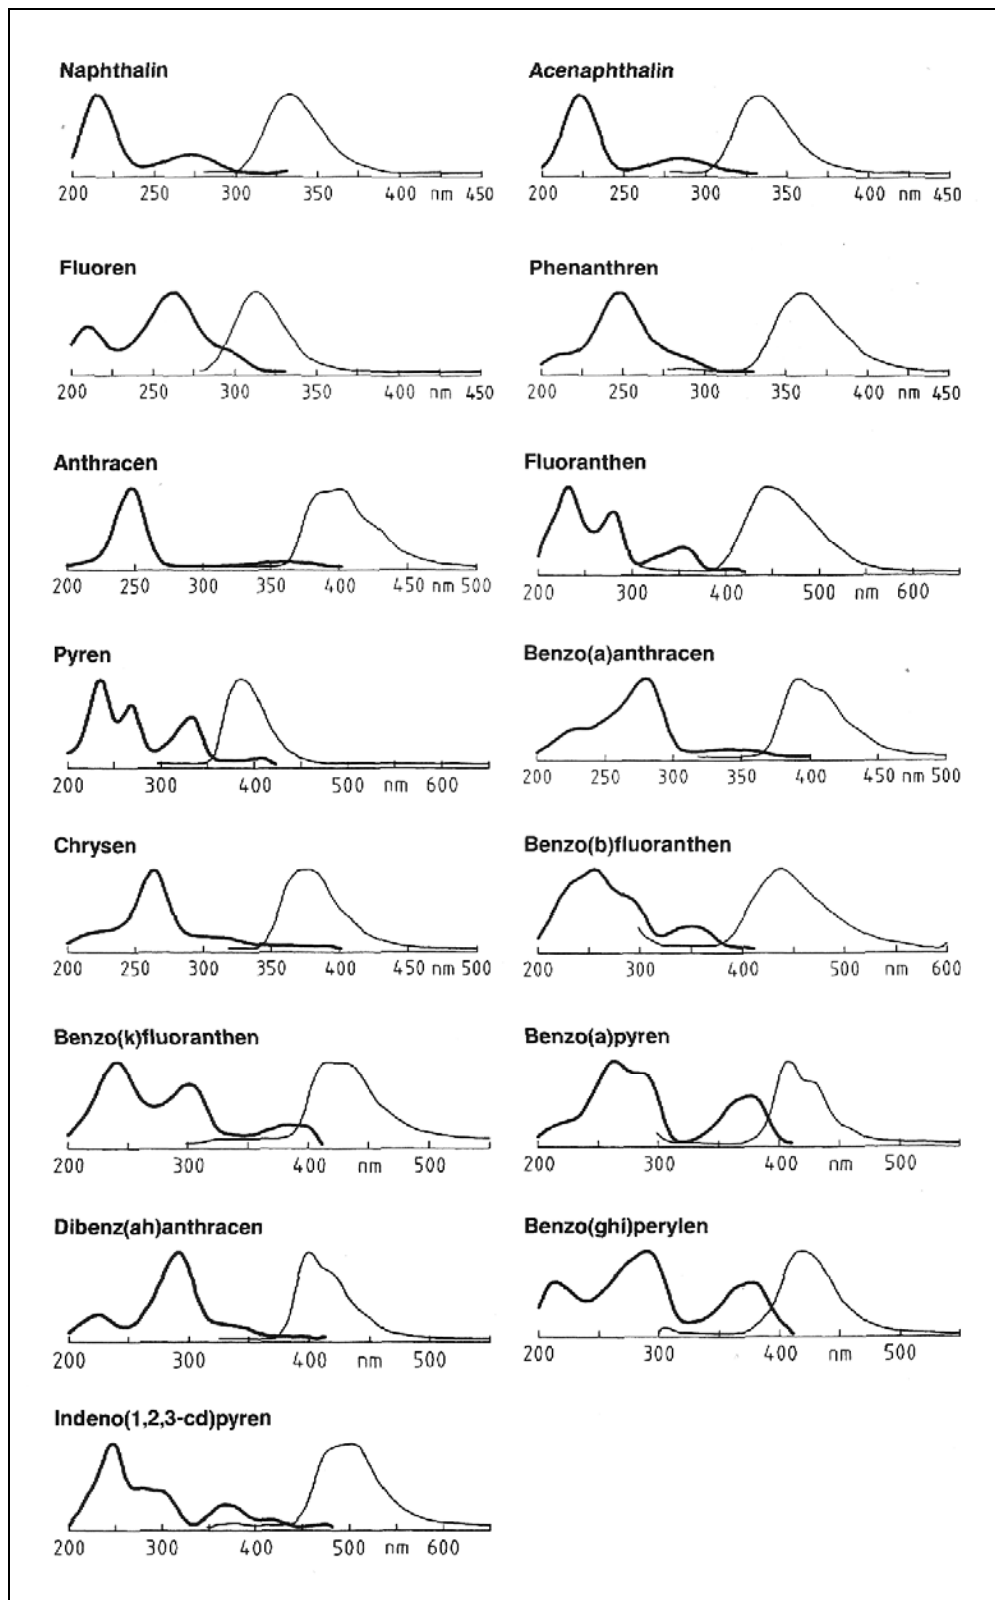 Naphthalin
200 250 300 350 400 nm 450
Acenaphthalin
200 250 300 350 400 nm 450
Fluoren
200 250 300 350 400 nm 450
Phenanthren
200 250 300 350 400 nm 450
Anthracen
200 250 300 350 400 450 nm 500
Fluoranthen
200 300 400 500 nm 600
Pyren
200 300 400 500 nm 600
Benzo(a)anthracen
200 250 300 350 400 450 nm 500
Chrysen
200 250 300 350 400 450 nm 500
Benzo(b)fluoranthen
200 300 400 500 nm 600
Benzo(k)fluoranthen
200 300 400 nm 500
Benzo(a)pyren
200 300 400 nm 500
Dibenz(ah)anthracen
200 300 400 nm 500
Benzo(ghi)perylen
200 300 400 nm 500
Indeno(1,2,3-cd)pyren
200 300 400 nm 500 600